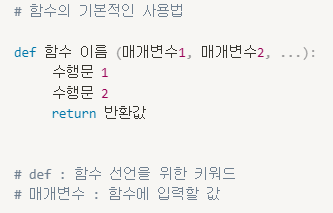 # 함수의 기본적인 사용법
def 함수 이름 (매개변수1, 매개변수2, ...):
수행문 1
수행문 2
return 반환값
# def : 함수 선언을 위한 키워드
# 매개변수 : 함수에 입력할 값